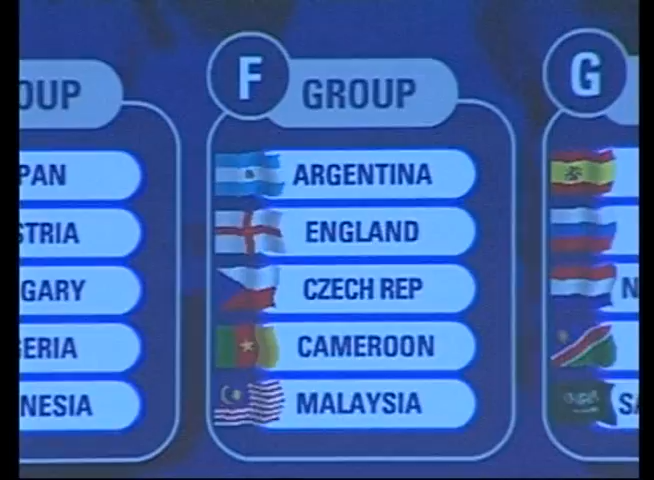 OUP
PAN
STRIA
GARY
ERIA
NESIA
F GROUP
ARGENTINA
ENGLAND
CZECH REP
CAMEROON
MALAYSIA
G
N
SA